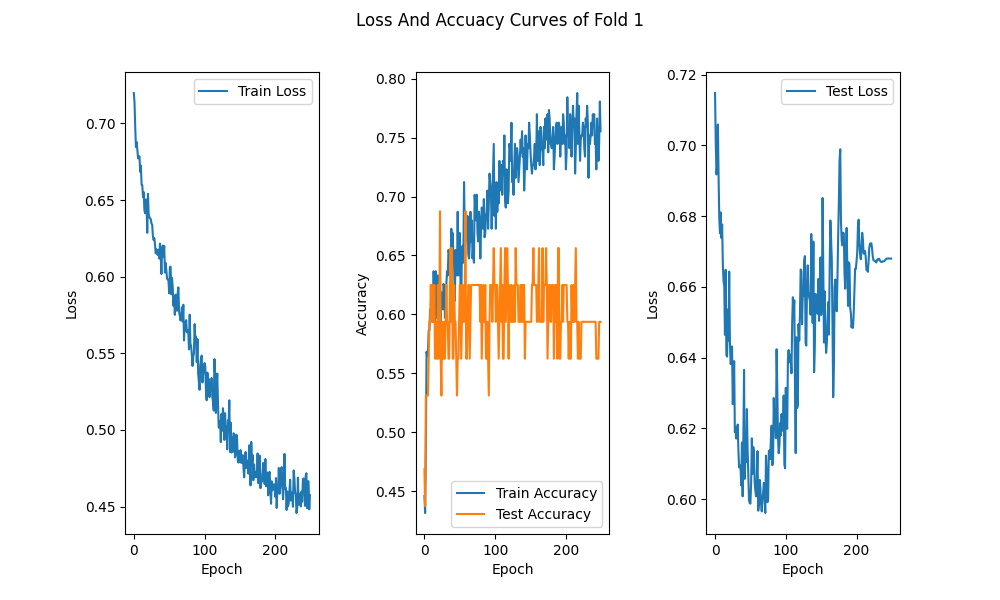 Loss And Accuacy Curves of Fold 1
Train Loss
0.70
0.65
0.60
0.55
0.50
0.45
Loss
0
100
200
Epoch
0.80
0.75
0.70
0.65
0.60
0.55
0.50
0.45
Accuracy
Train Accuracy
Test Accuracy
0
100
200
Epoch
Test Loss
0.72
0.70
0.68
0.66
0.64
0.62
0.60
Loss
0
100
200
Epoch